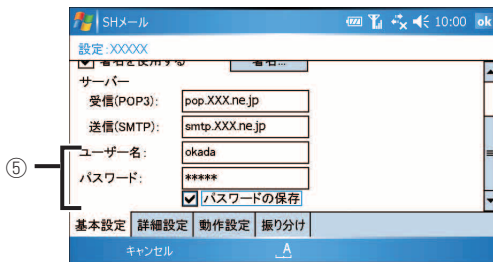 SHメール 10:00 ok
設定:XXXXX
署名を使用する 署名...
サーバー
受信(POP3): pop.XXX.ne.jp
送信(SMTP): smtp.XXX.ne.jp
⑤
ユーザー名: okada
パスワード: *****
パスワードの保存
基本設定 詳細設定 動作設定 振り分け
キャンセル A